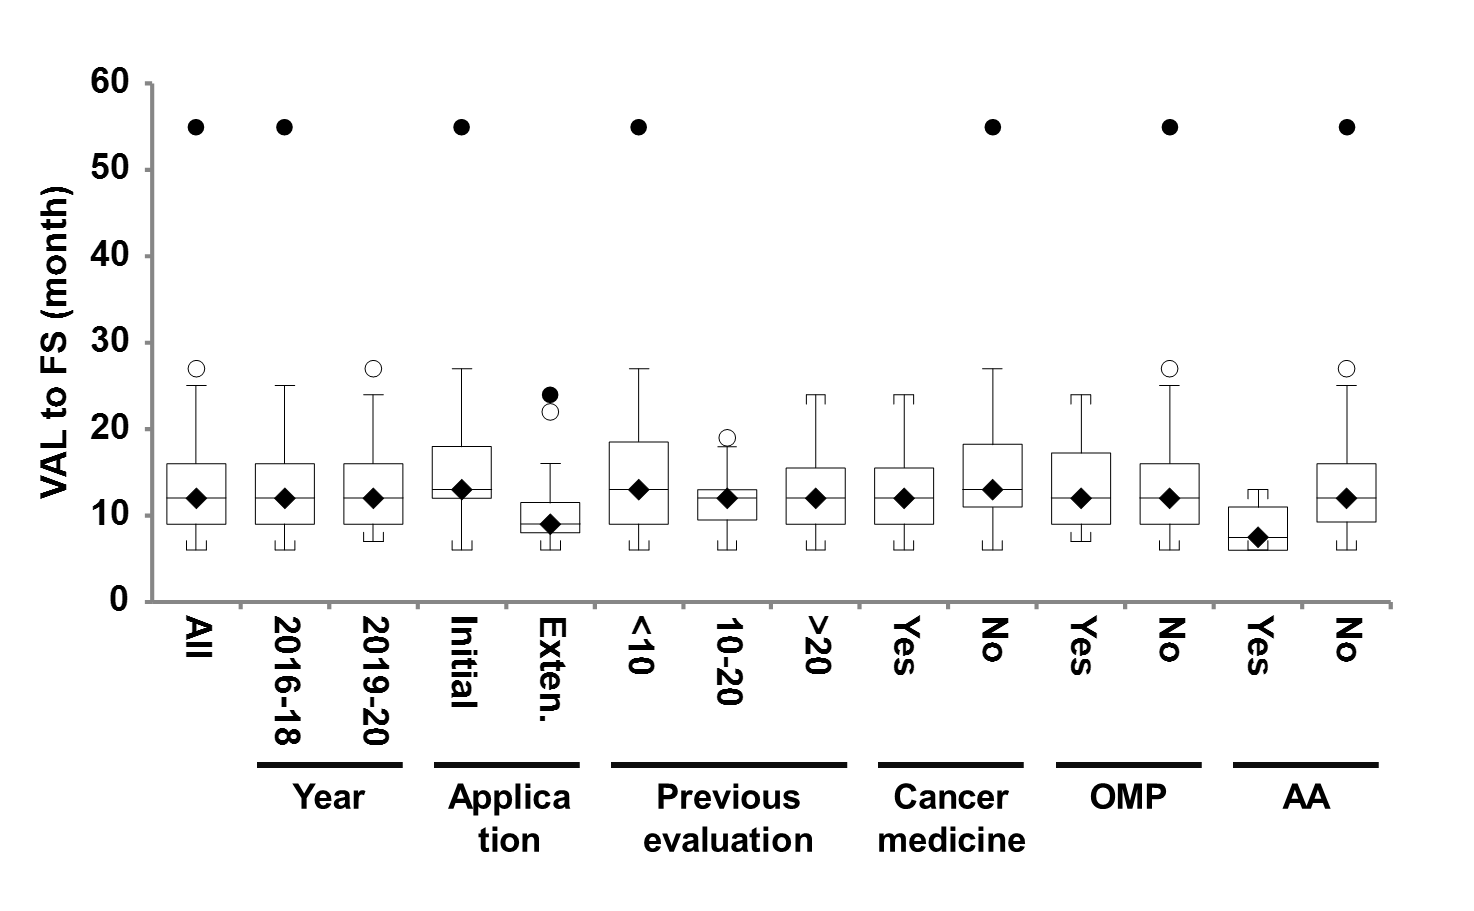 60
50
40
30
20
10
0
VAL to FS (month)
All
2016-18
2019-20
Initial
Exten.
<10
10-20
>20
Yes
No
Yes
No
Yes
No
Year
Applica
tion
Previous
evaluation
Cancer
medicine
OMP
AA